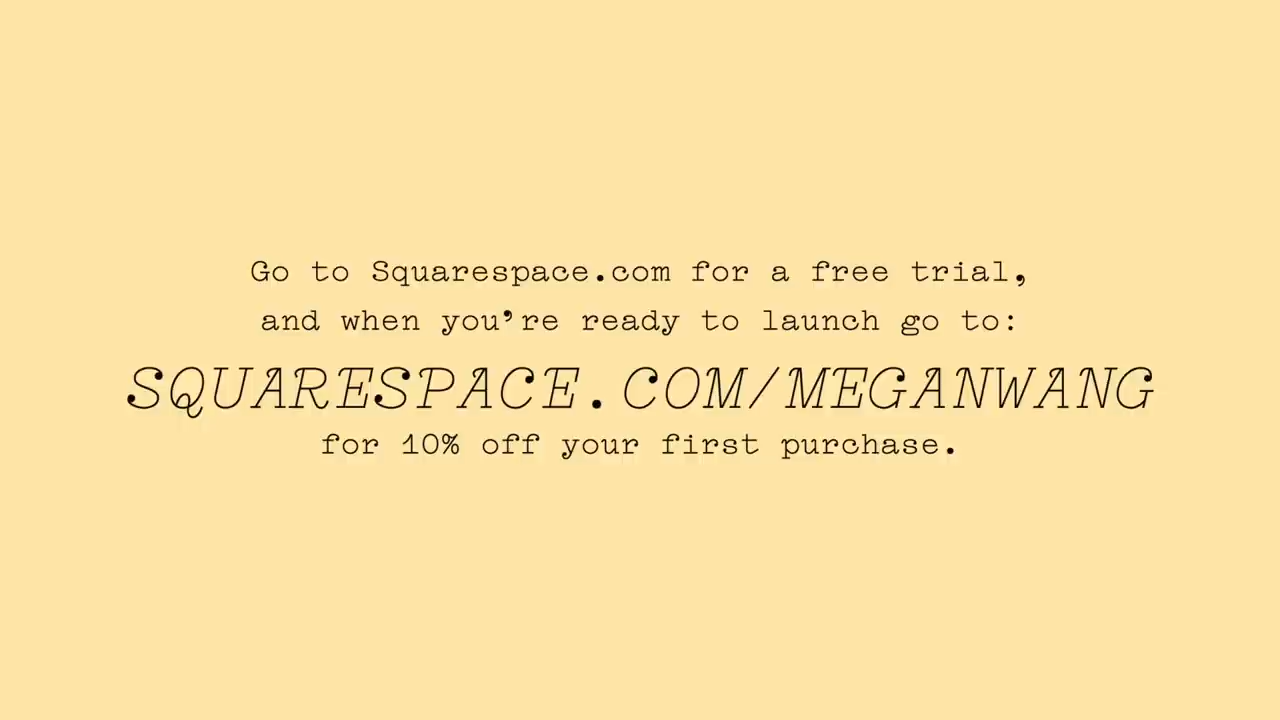 Go to Squarespace.com for a free trial,
and when you’re ready to launch go to:
SQUARESPACE.COM/MEGANWANG
for 10% off your first purchase.